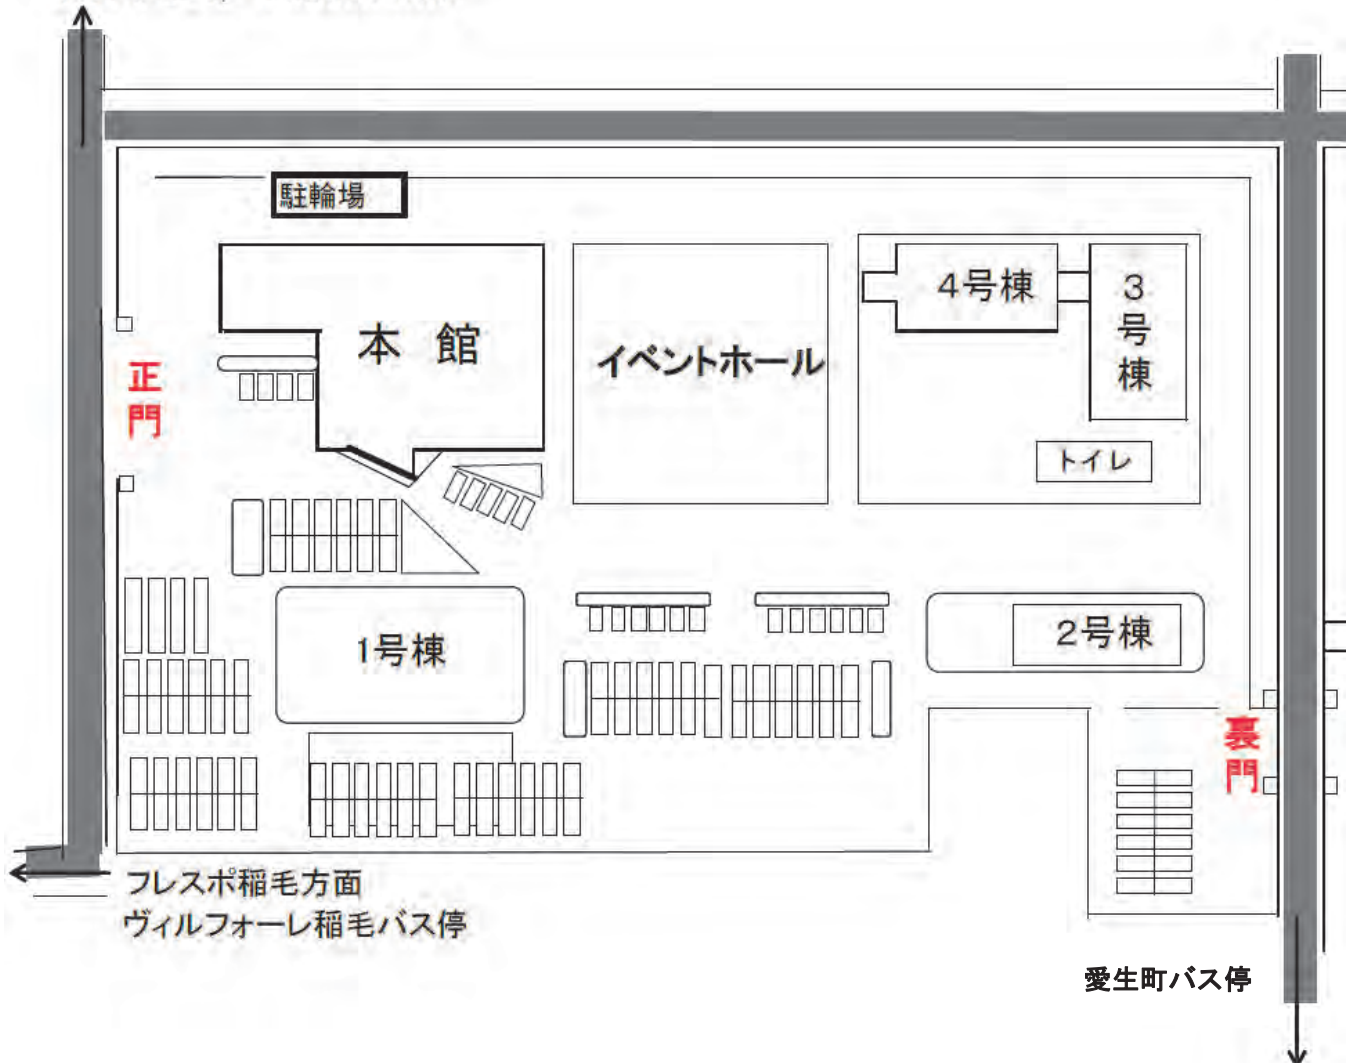 駐輪場
本館
イベントホール
4号棟
3号棟
正門
トイレ
1号棟
2号棟
裏門
フレスポ稲毛方面
ヴィルフォーレ稲毛バス停
愛生町バス停